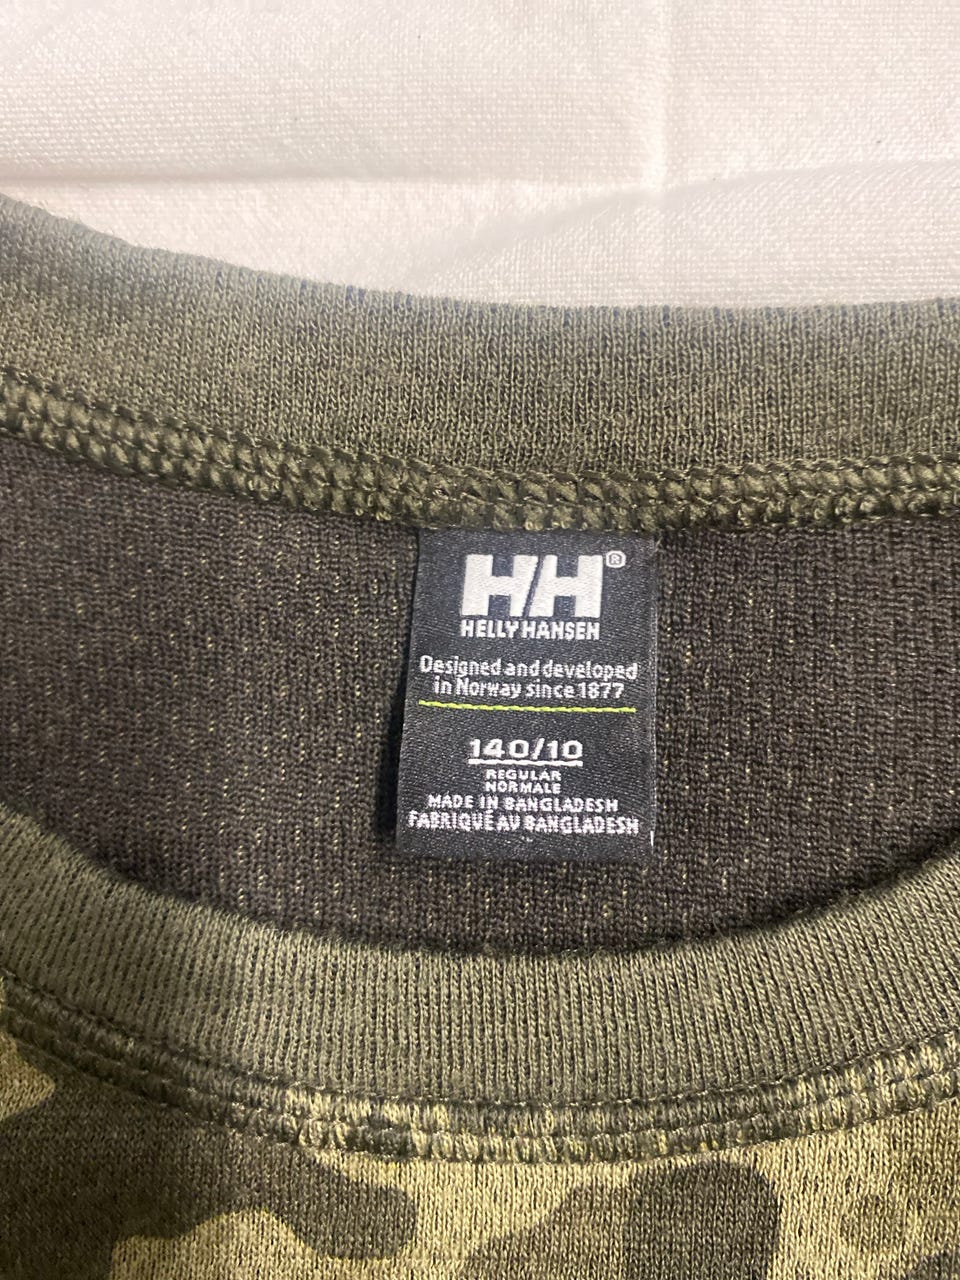 HH®
HELLY HANSEN
Designed and developed
in Norway since 1877
140/10
REGULAR
NORMALE
MADE IN BANGLADESH
FABRIQUÉ AU BANGLADESH